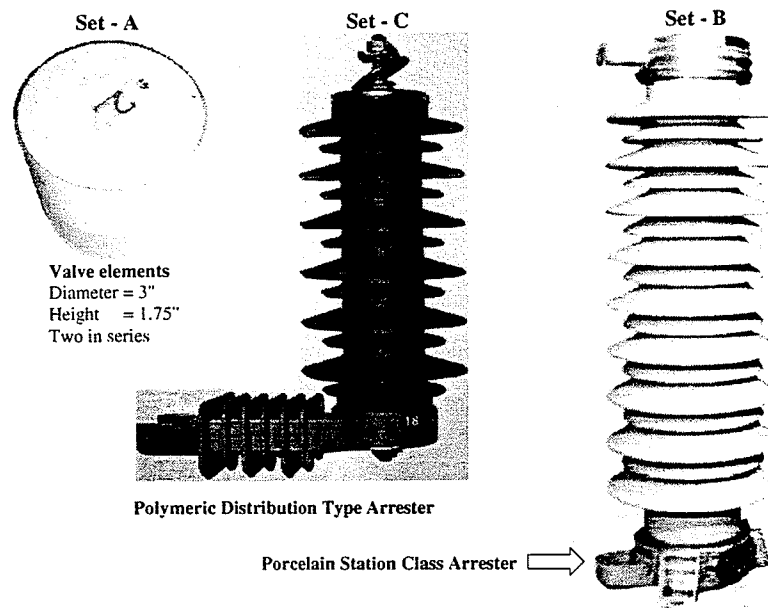 Set - A
Set - C
Set - B
Valve elements
Diameter = 3"
Height = 1.75"
Two in series
18
Polymeric Distribution Type Arrester
Porcelain Station Class Arrester